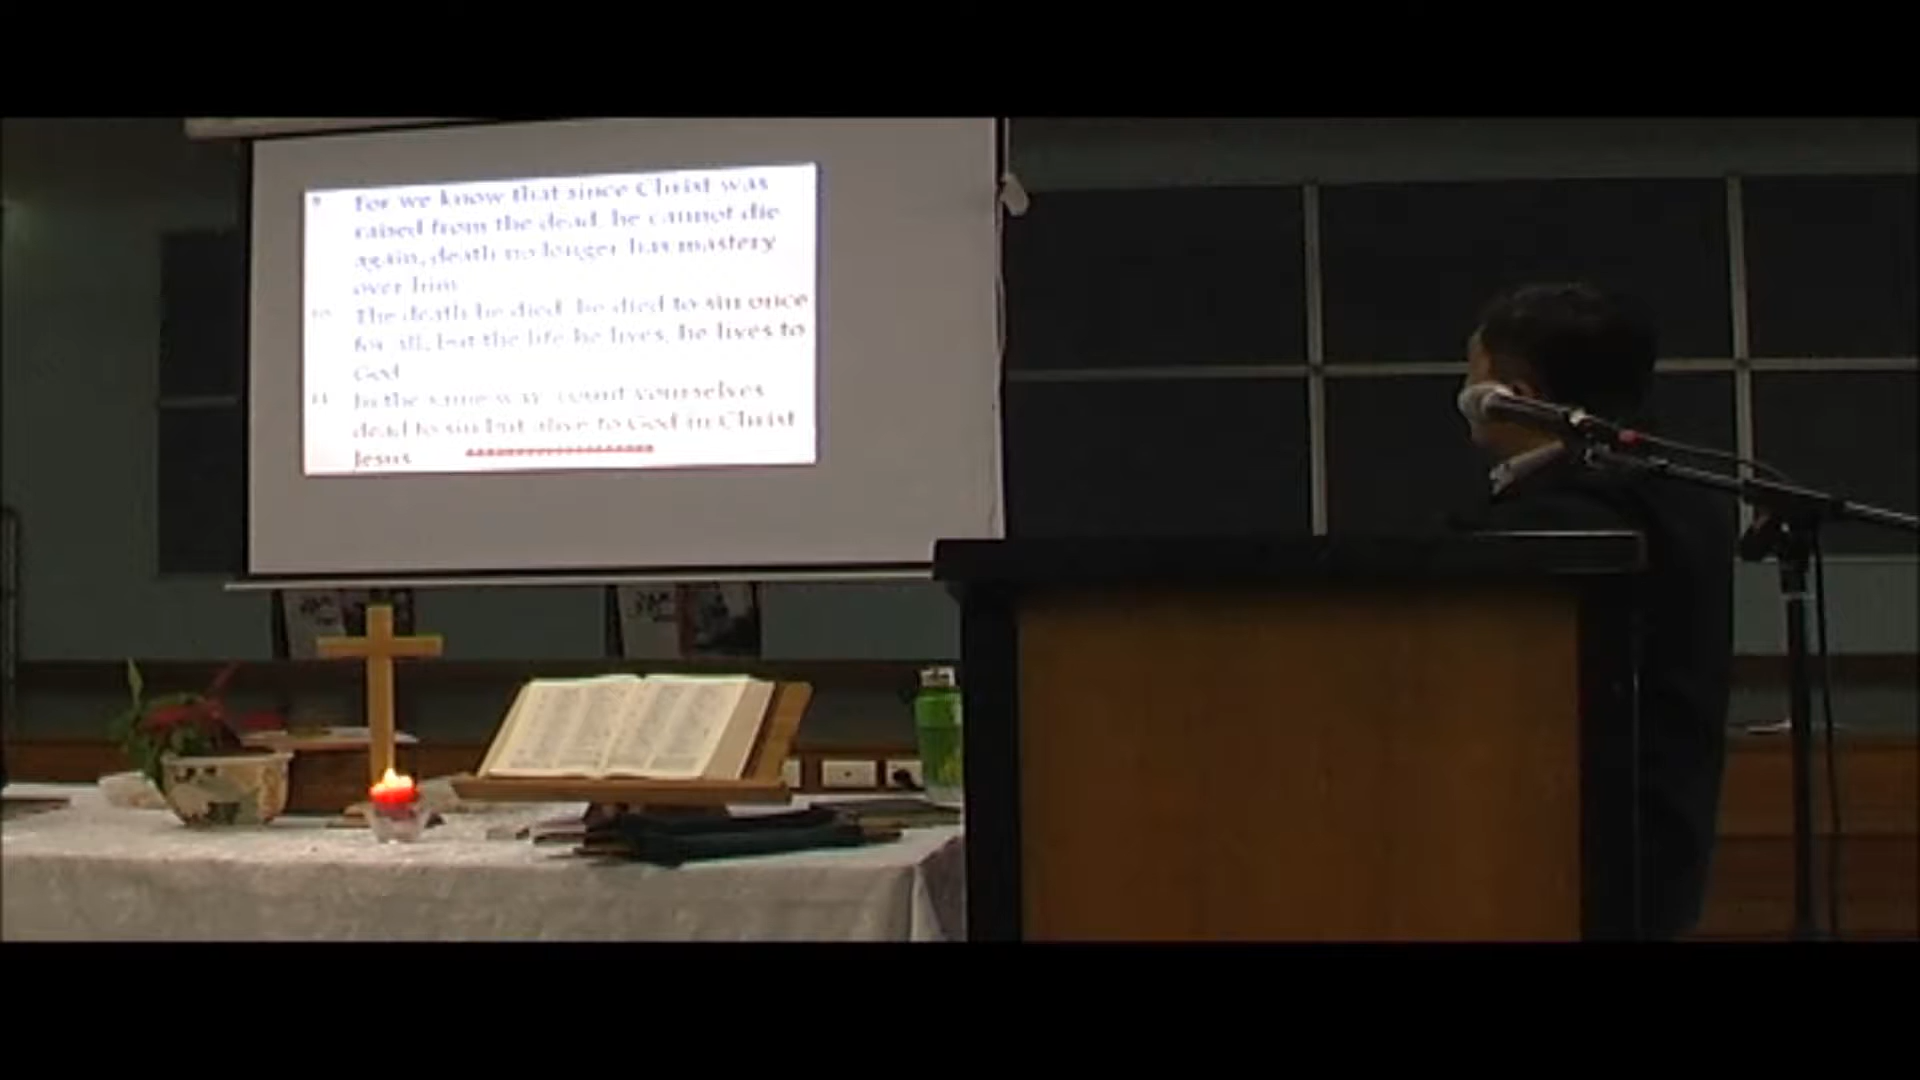 9 For we know that since Christ was
raised from the dead, he cannot die
again, death no longer has mastery
over him
10 The death he died, he died to sin once
for all, but the life he lives, he lives to
God
11 In the same way, count yourselves
dead to sin but alive to God in Christ
Jesus